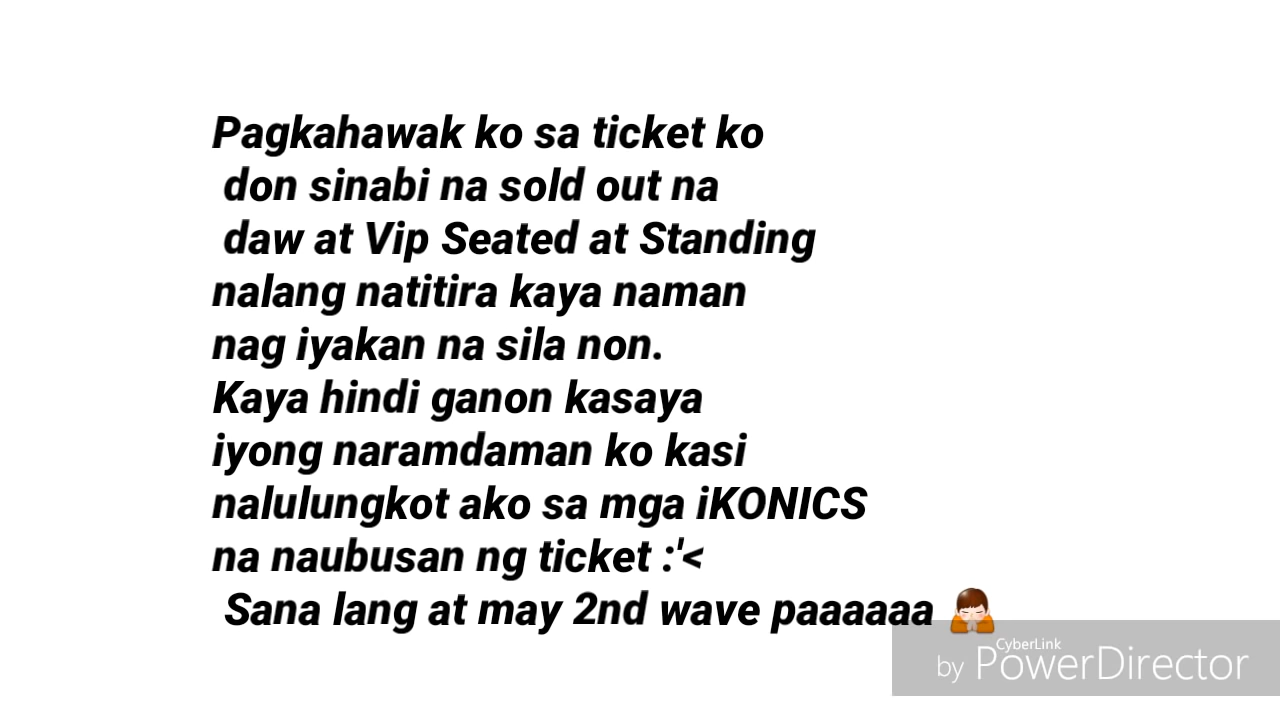 Pagkahawak ko sa ticket ko
don sinabi na sold out na
daw at Vip Seated at Standing
nalang natitira kaya naman
nag iyakan na sila non.
Kaya hindi ganon kasaya
iyong naramdaman ko kasi
nalulungkot ako sa mga iKONICS
na naubusan ng ticket :'<
Sana lang at may 2nd wave paaaaaa 🙏
CyberLink
by PowerDirector